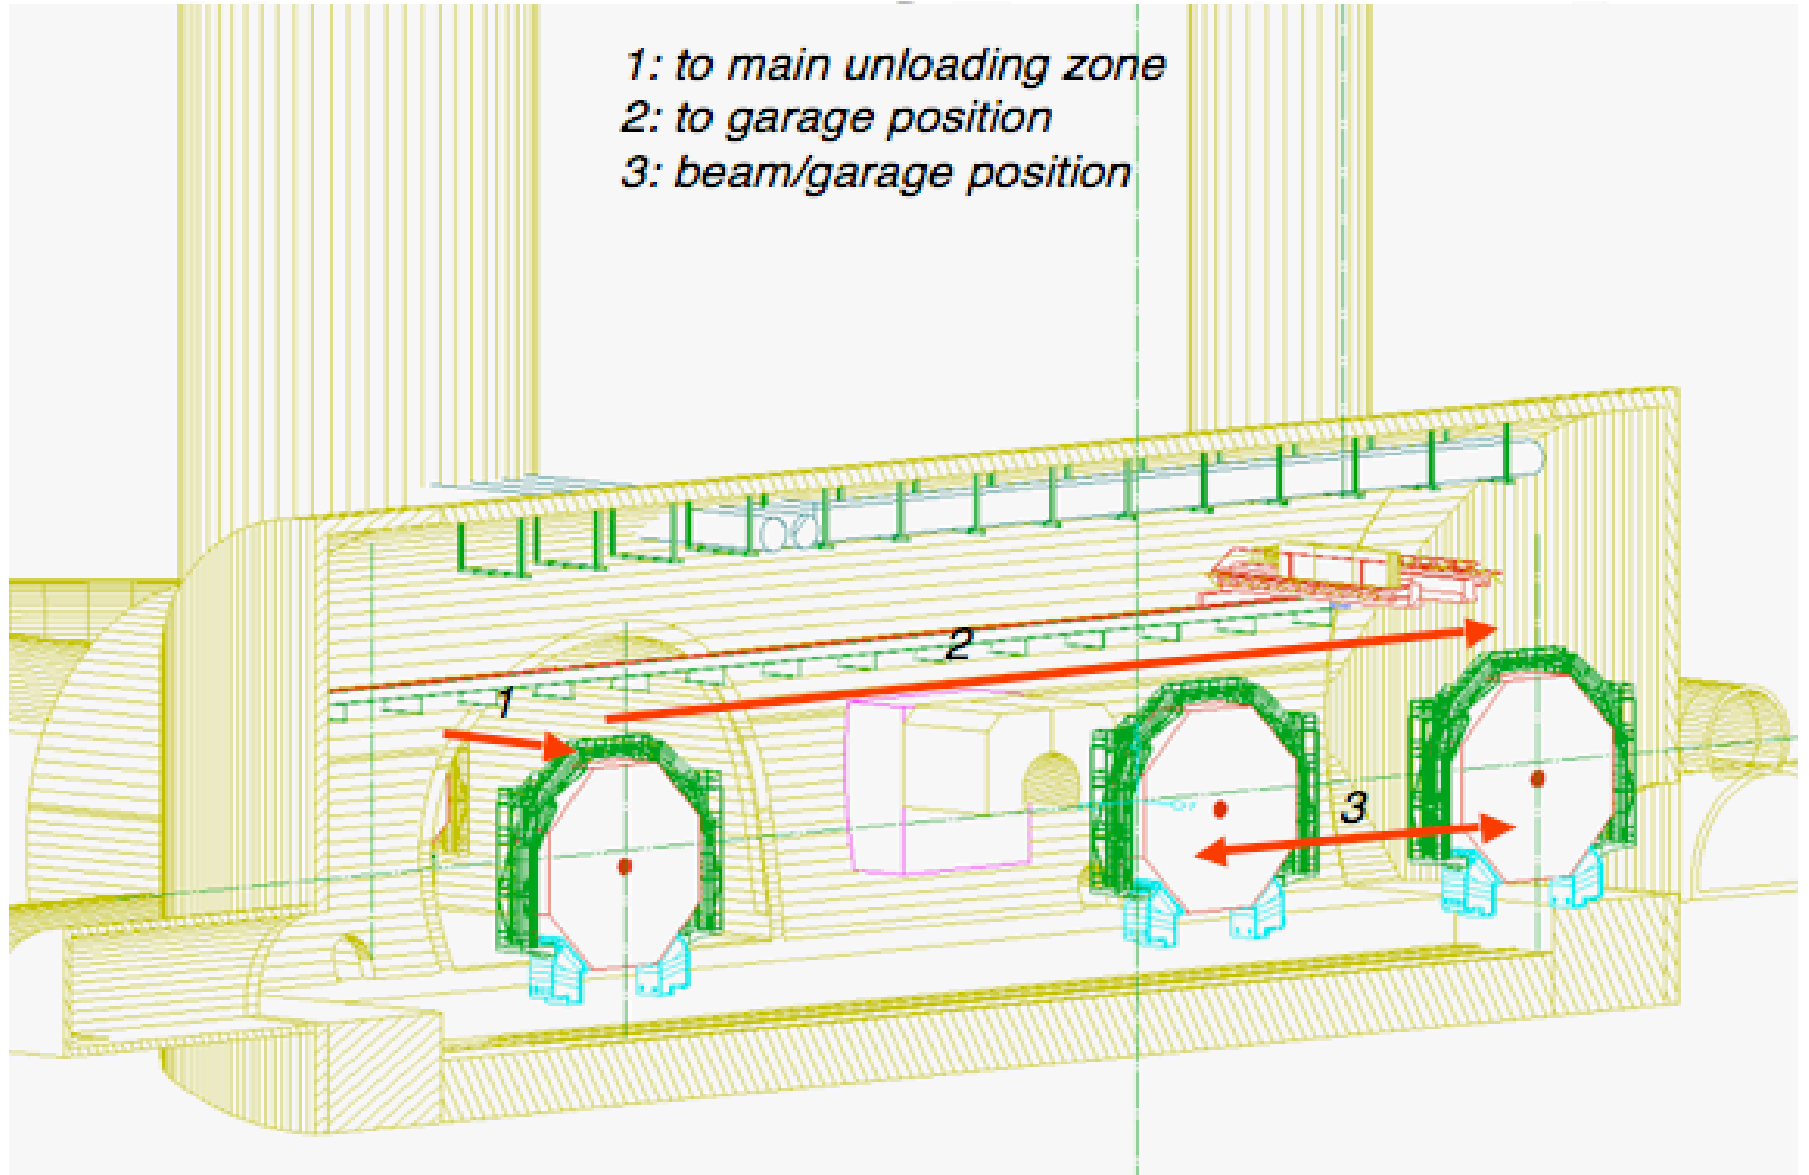 1: to main unloading zone
2: to garage position
3: beam/garage position
2
1
3